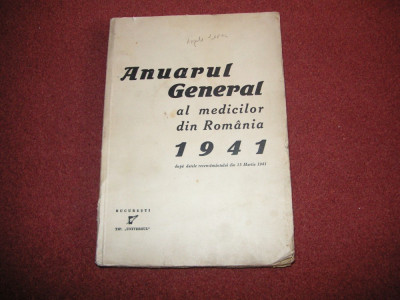 Anuarul
General
al medicilor
din România
1941
după datele recensământului din 15 Martie 1941
BUCUREȘTI